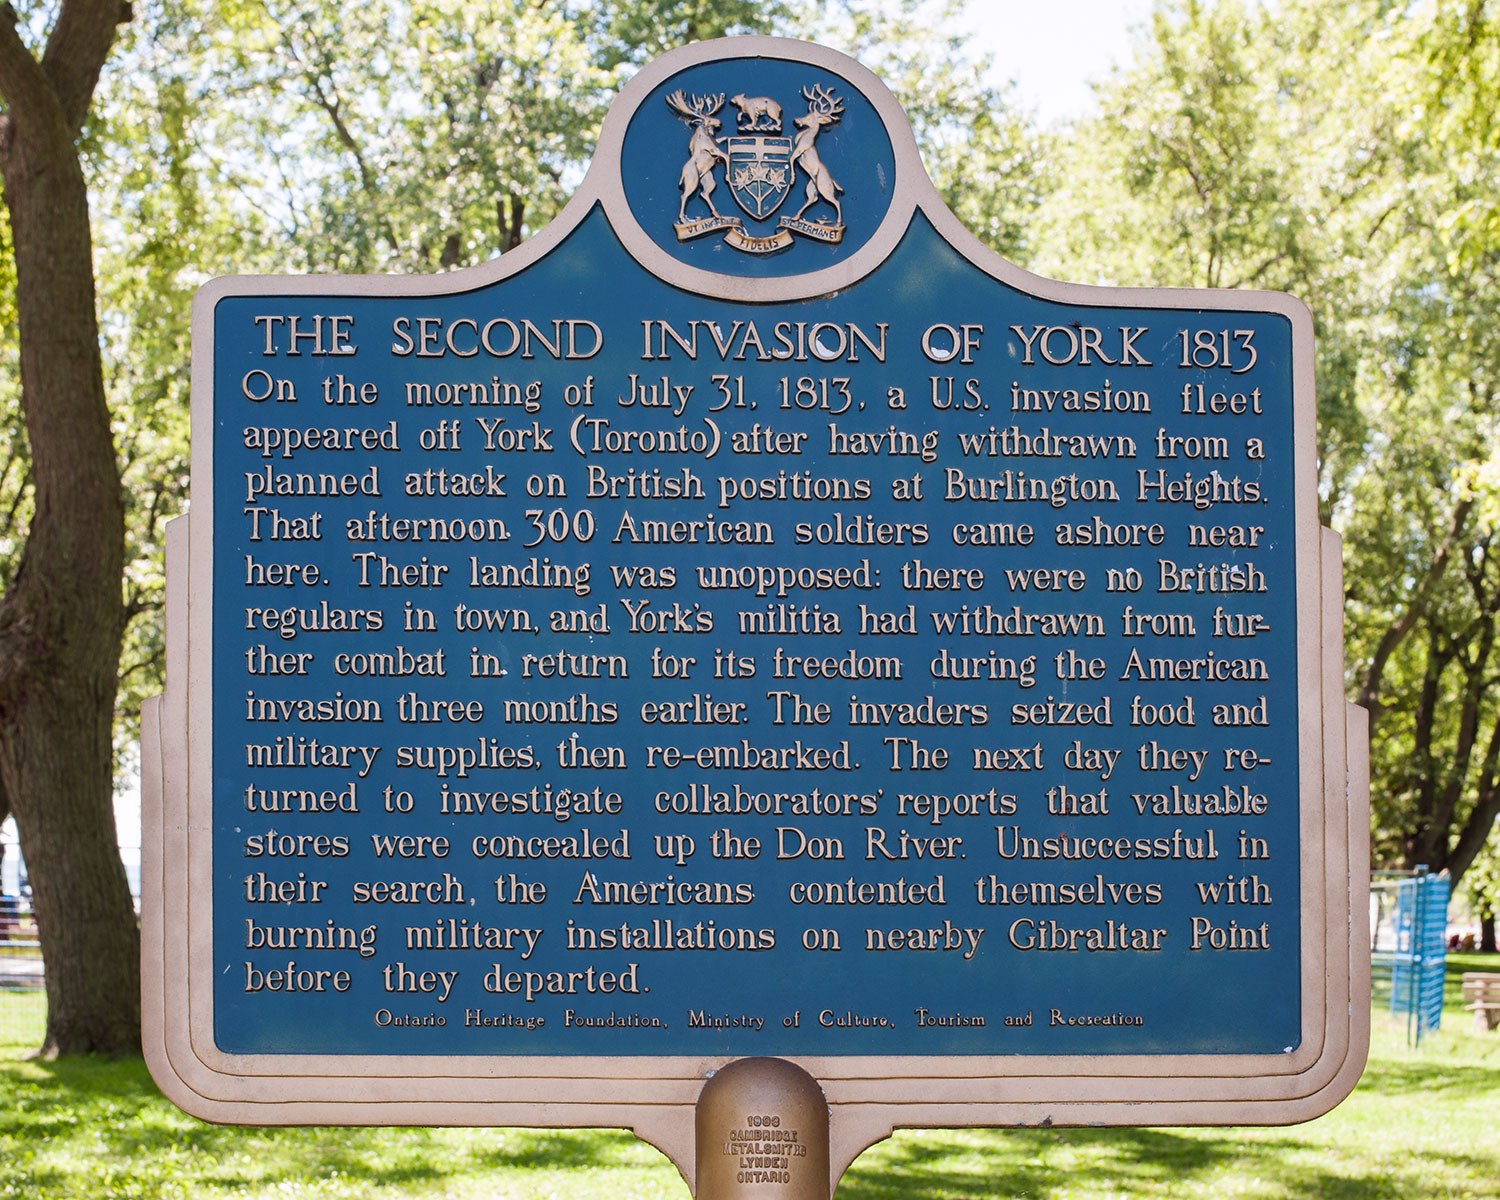 UT INCEPIT
FIDELIS
SIC PERMANET
THE SECOND INVASION OF YORK 1813
On the morning of July 31, 1813, a U.S. invasion fleet
appeared off York (Toronto) after having withdrawn from a
planned attack on British positions at Burlington Heights.
That afternoon 300 American soldiers came ashore near
here. Their landing was unopposed: there were no British
regulars in town, and York's militia had withdrawn from fur-
ther combat in return for its freedom during the American
invasion three months earlier. The invaders seized food and
military supplies, then re-embarked. The next day they re-
turned to investigate collaborators' reports that valuable
stores were concealed up the Don River. Unsuccessful in
their search, the Americans contented themselves with
burning military installations on nearby Gibraltar Point
before they departed.
Ontario Heritage Foundation, Ministry of Culture, Tourism and Recreation
CAMBRIDGE
METALSMITHS
LYNDEN
ONTARIO